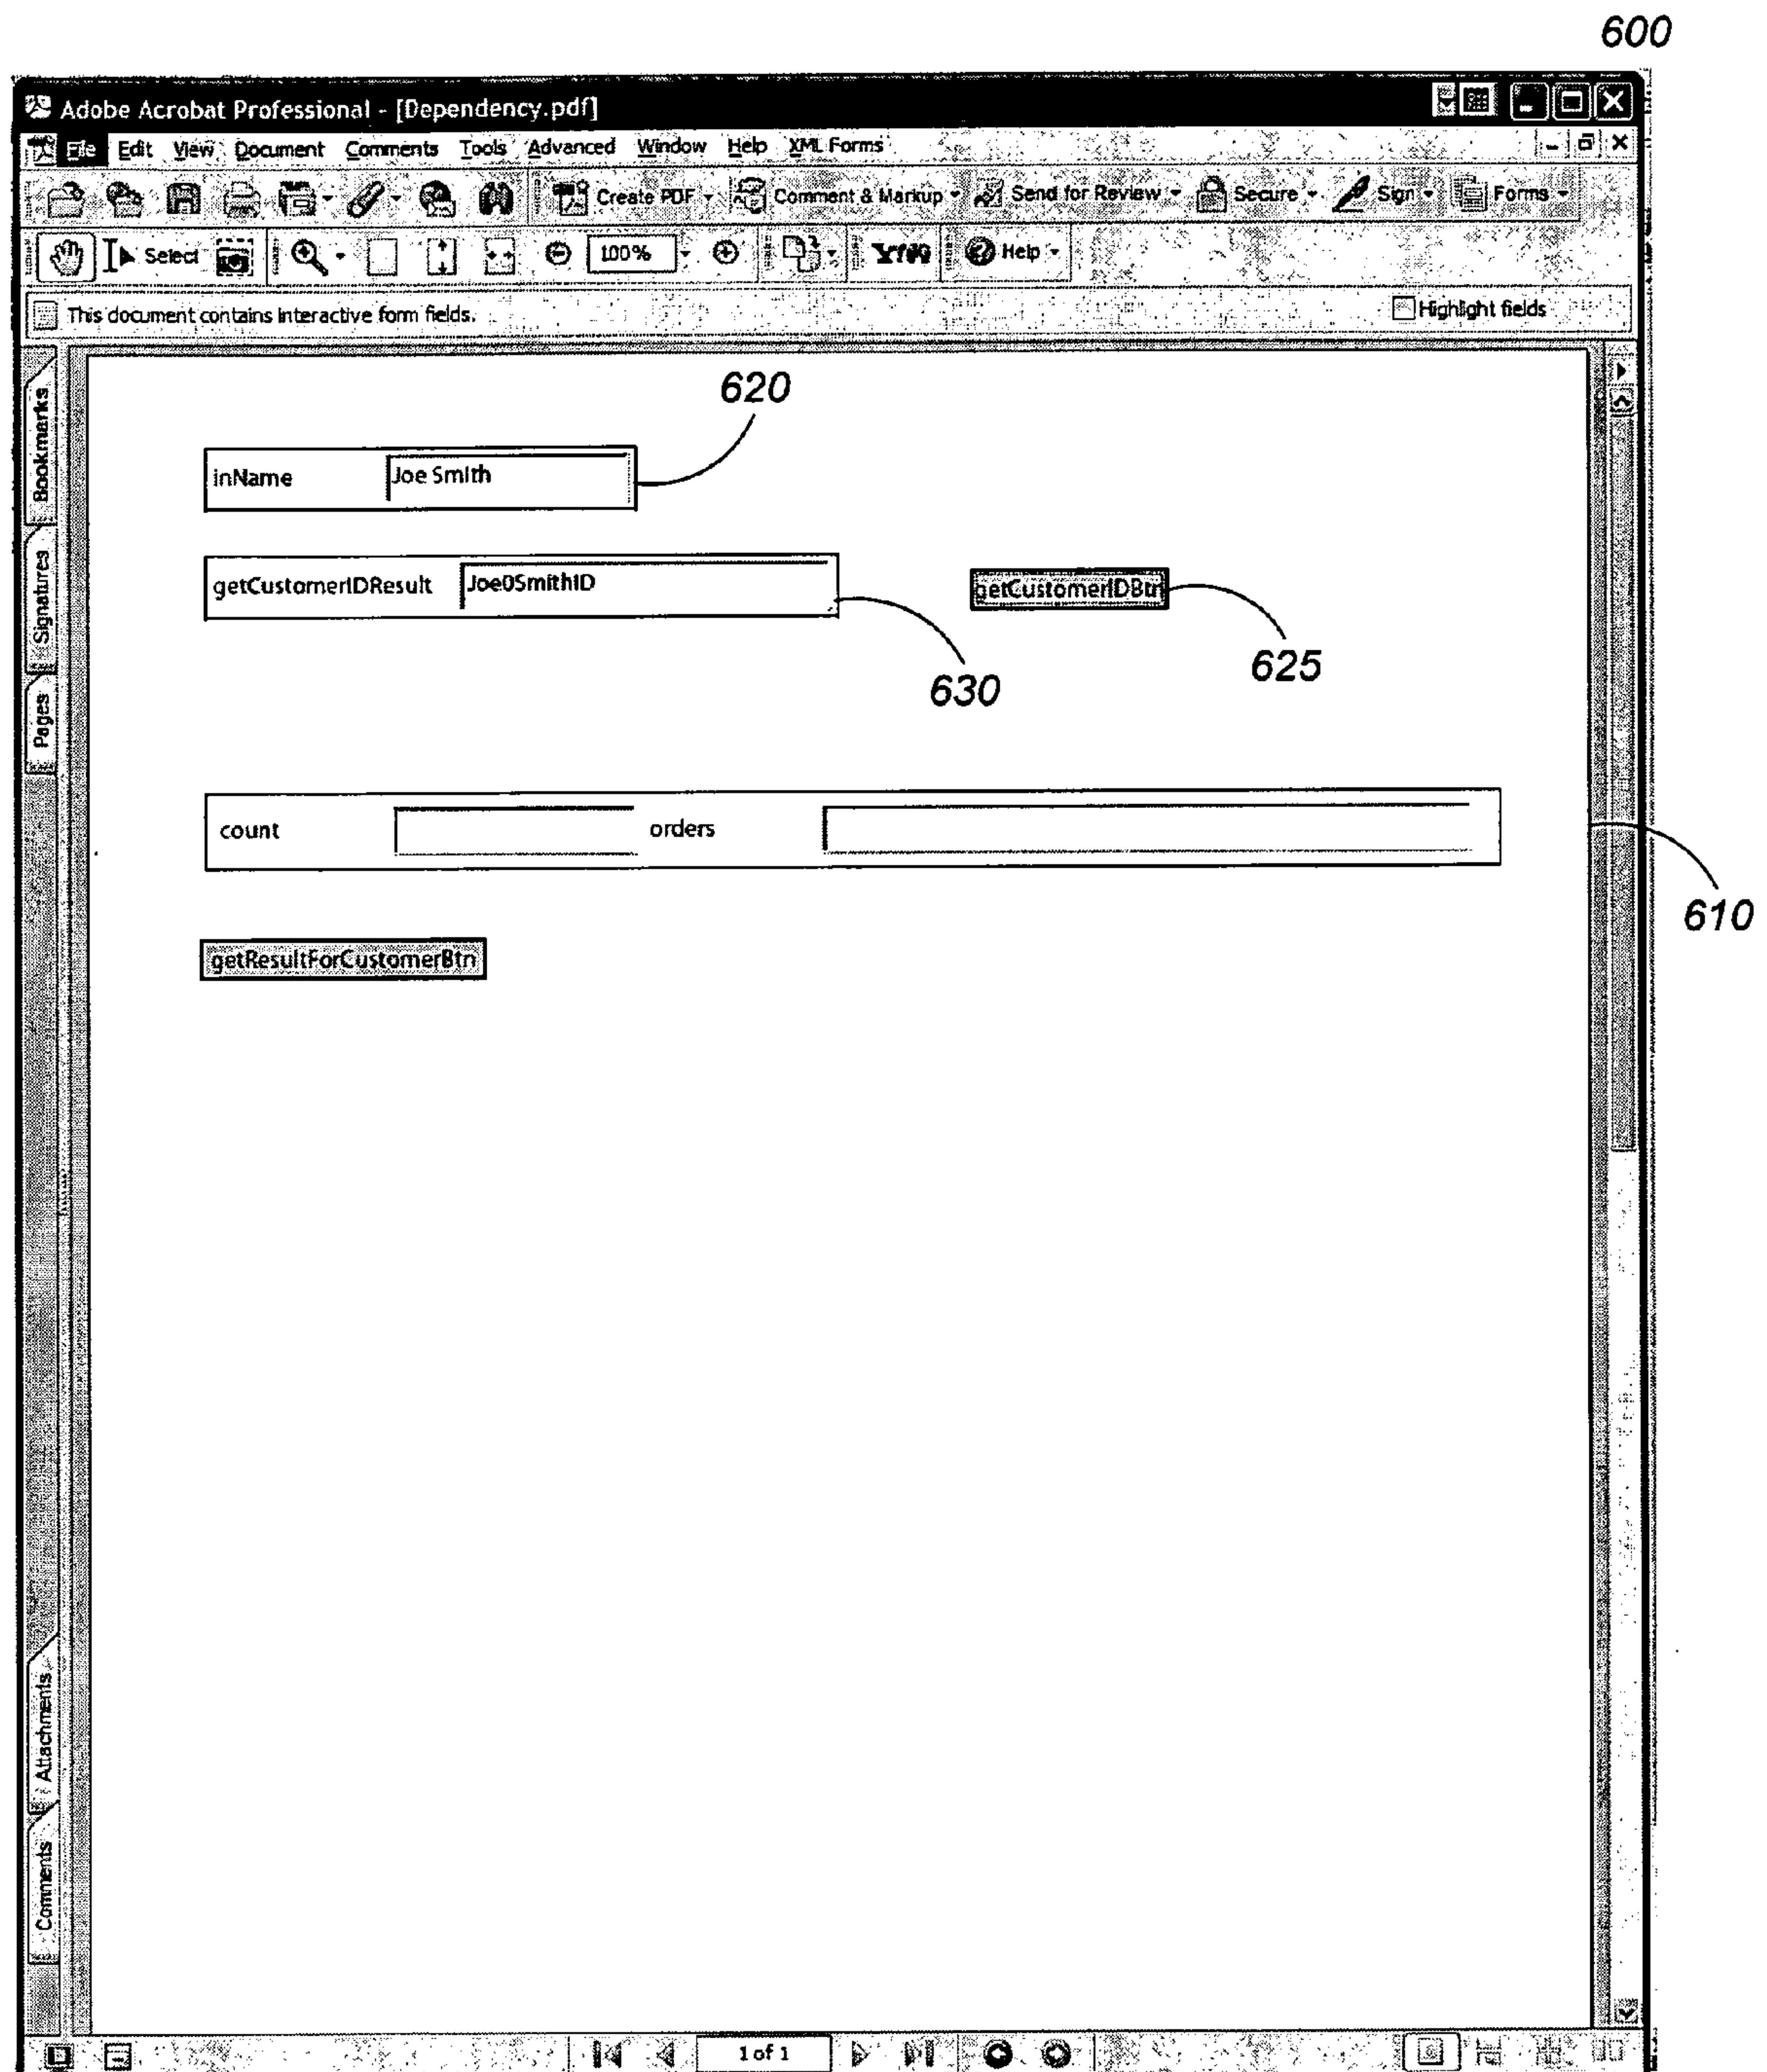 600
Adobe Acrobat Professional - [Dependency.pdf]
File Edit View Document Comments Tools Advanced Window Help XML Forms
Create PDF Comment & Markup Send for Review Secure Sign Forms
Select 100% Help
This document contains interactive form fields. Highlight fields
Bookmarks
Signatures
Pages
Attachments
Comments
620
inName Joe Smith
getCustomerIDResult Joe0SmithID getCustomerIDBtn
625
630
count orders
610
getResultForCustomerBtn
1 of 1